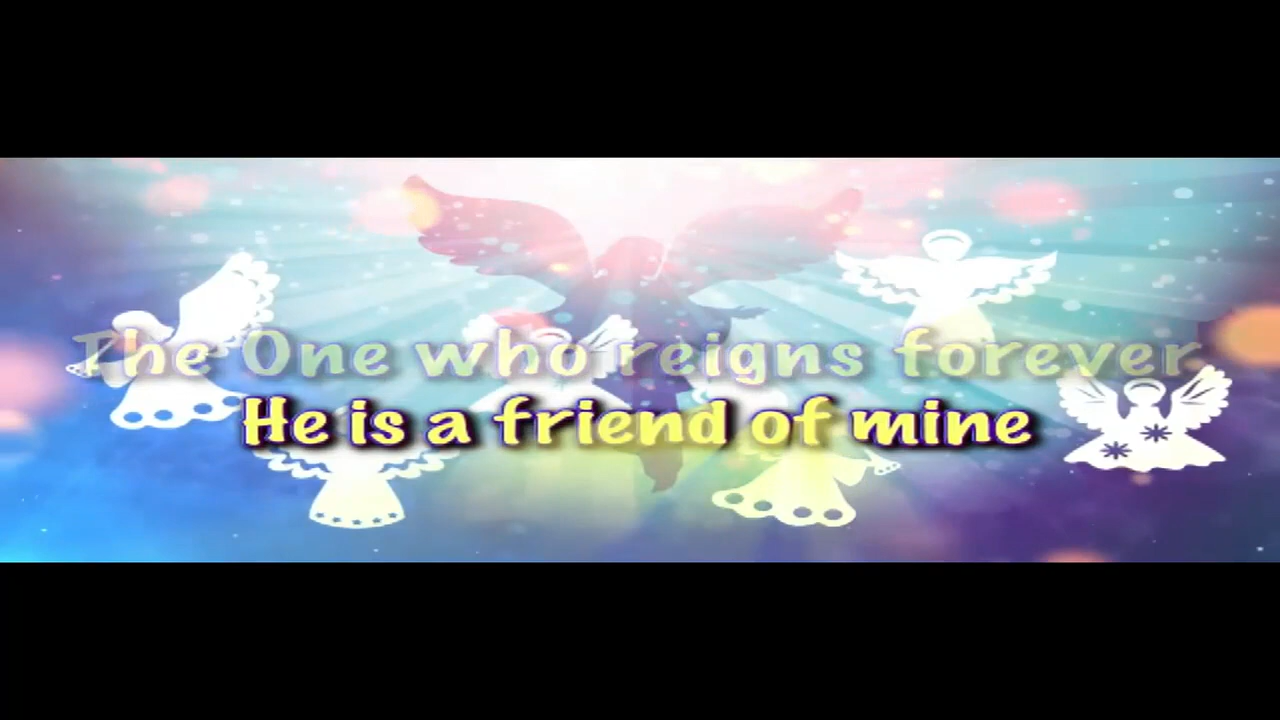 The One who reigns forever
He is a friend of mine